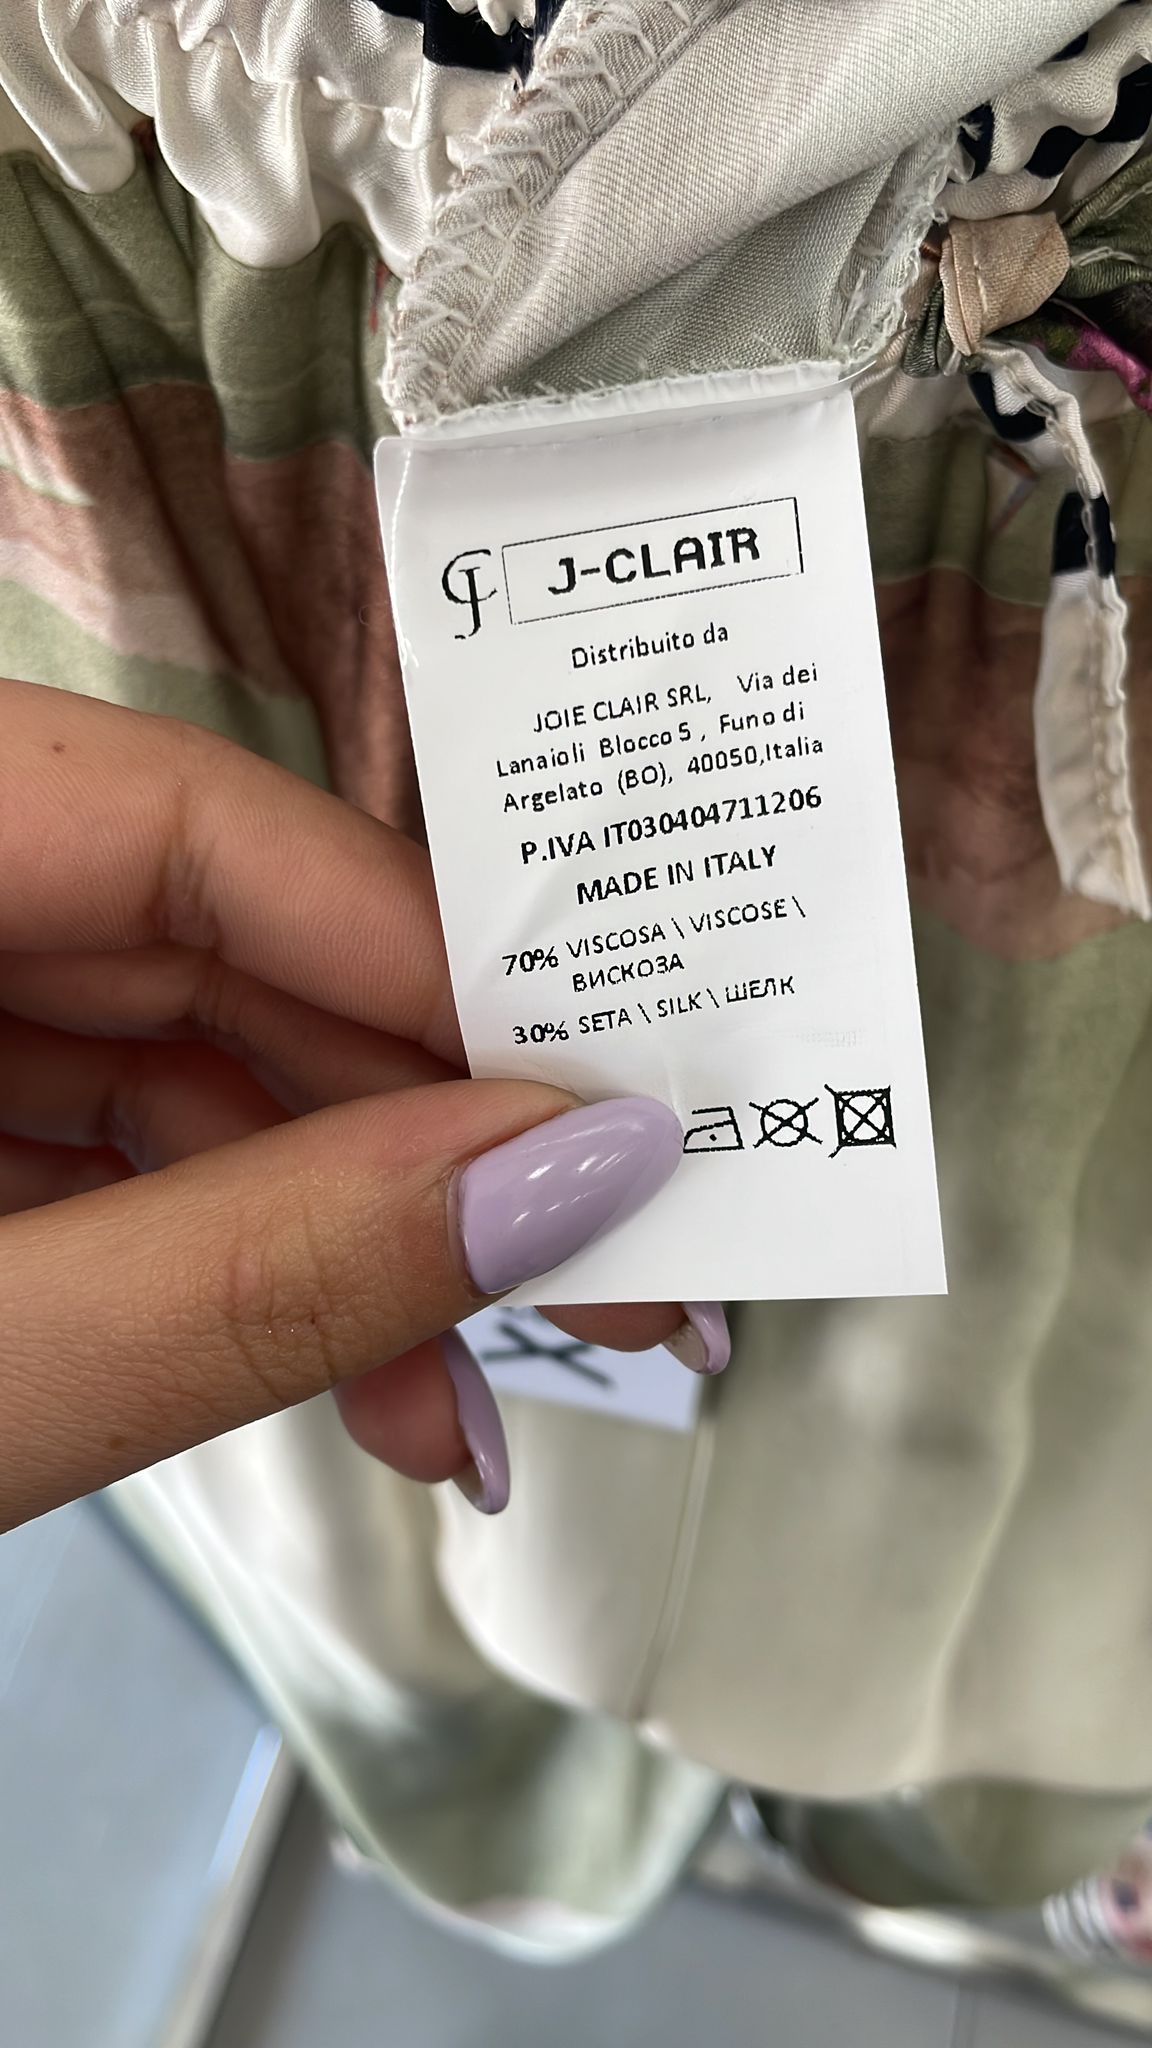 J-CLAIR
Distribuito da
JOIE CLAIR SRL, Via dei
Lanaioli Blocco 5 , Funo di
Argelato (BO), 40050,Italia
P.IVA IT030404711206
MADE IN ITALY
70% VISCOSA \ VISCOSE \
ВИСКОЗА
30% SETA \ SILK \ ШЕЛК